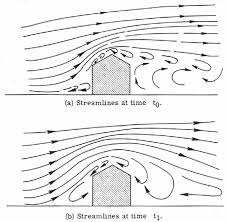 (a) Streamlines at time t₀.
(b) Streamlines at time t₁.